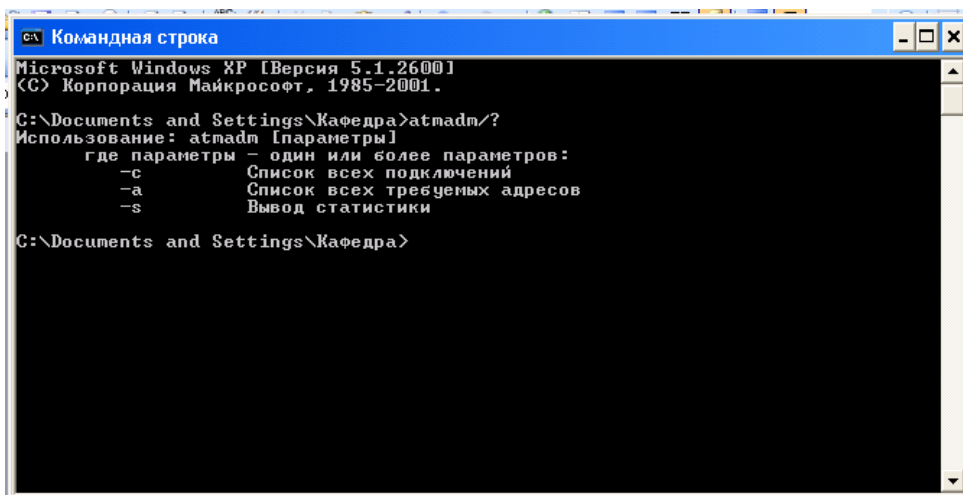 Командная строка
Microsoft Windows XP [Версия 5.1.2600]
(С) Корпорация Майкрософт, 1985-2001.
C:\Documents and Settings\Кафедра>atmadm/?
Использование: atmadm [параметры]
где параметры - один или более параметров:
-c Список всех подключений
-a Список всех требуемых адресов
-s Вывод статистики
C:\Documents and Settings\Кафедра>